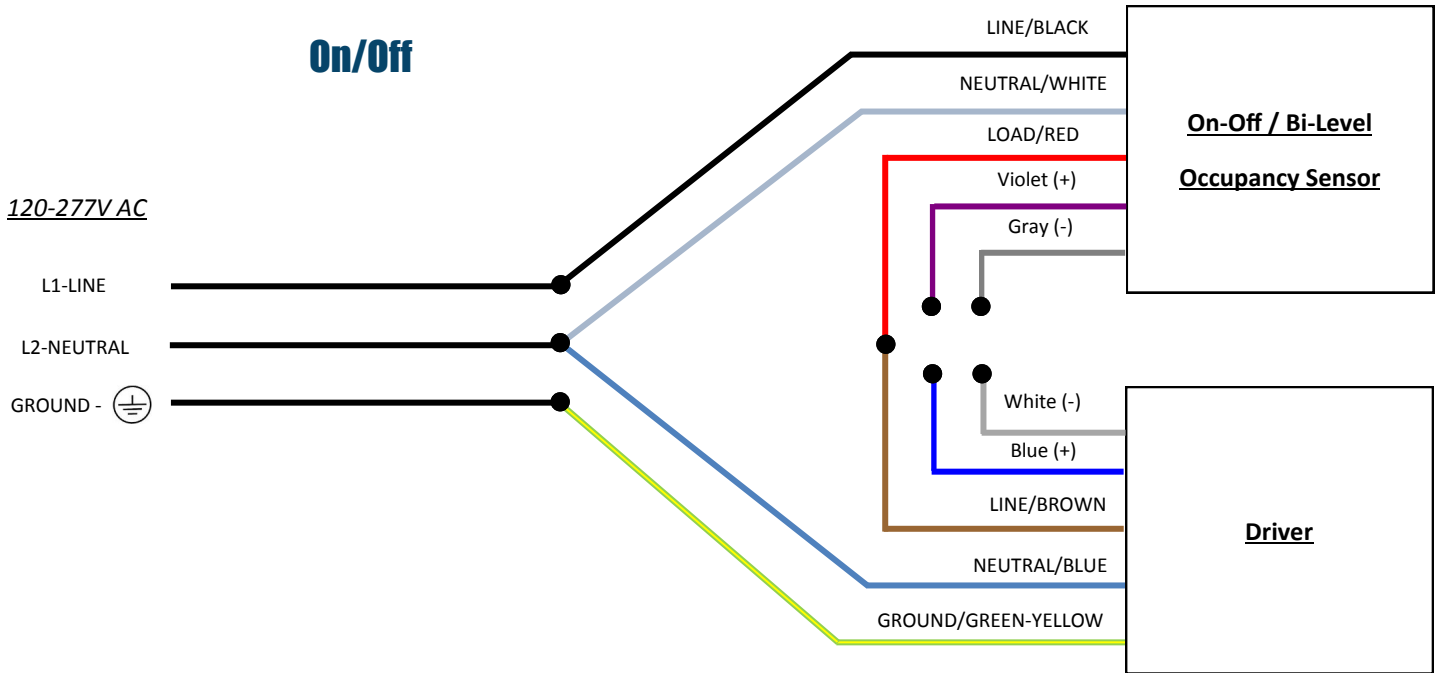 On/Off
LINE/BLACK
NEUTRAL/WHITE
LOAD/RED
Violet (+)
Gray (-)
On-Off / Bi-Level
Occupancy Sensor
120-277V AC
L1-LINE
L2-NEUTRAL
GROUND -
White (-)
Blue (+)
LINE/BROWN
NEUTRAL/BLUE
GROUND/GREEN-YELLOW
Driver